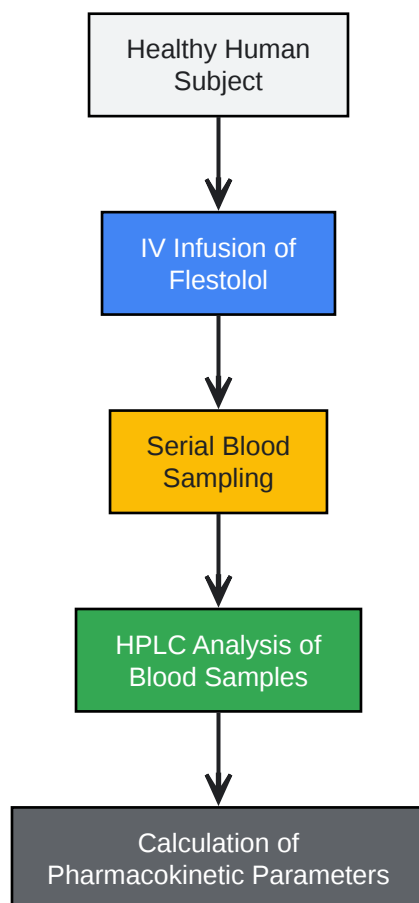 Healthy Human
Subject
IV Infusion of
Flestolol
Serial Blood
Sampling
HPLC Analysis of
Blood Samples
Calculation of
Pharmacokinetic Parameters